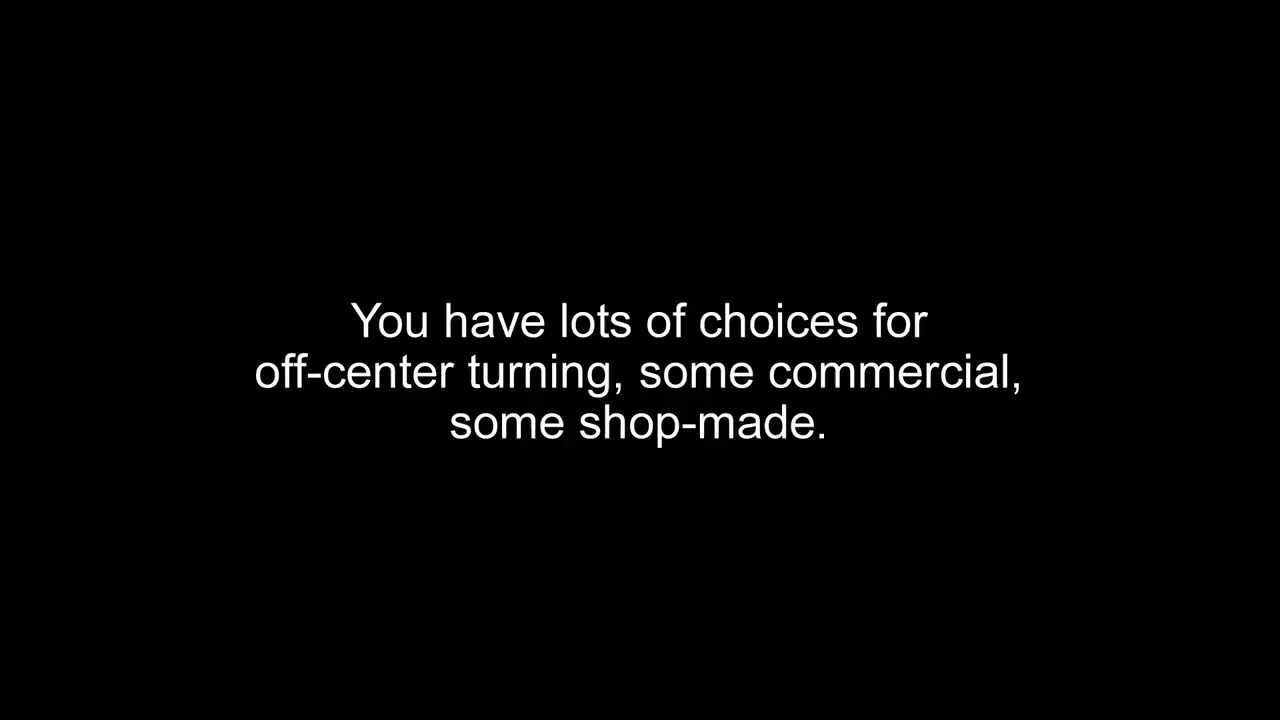 You have lots of choices for
off-center turning, some commercial,
some shop-made.